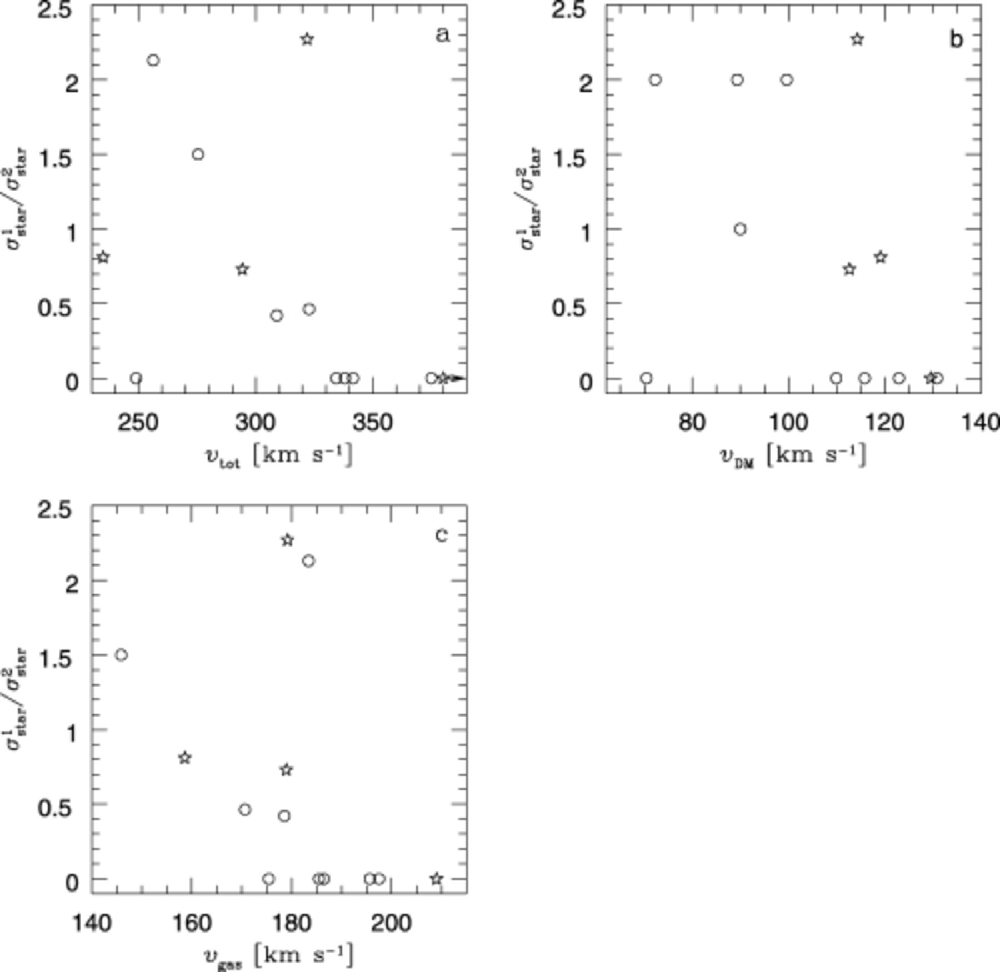 2.5
2
1.5
1
0.5
0
σ¹star/σ²star
a
250 300 350
υtot [km s⁻¹]
2.5
2
1.5
1
0.5
0
σ¹star/σ²star
b
80 100 120 140
υDM [km s⁻¹]
2.5
2
1.5
1
0.5
0
σ¹star/σ²star
c
140 160 180 200
υgas [km s⁻¹]